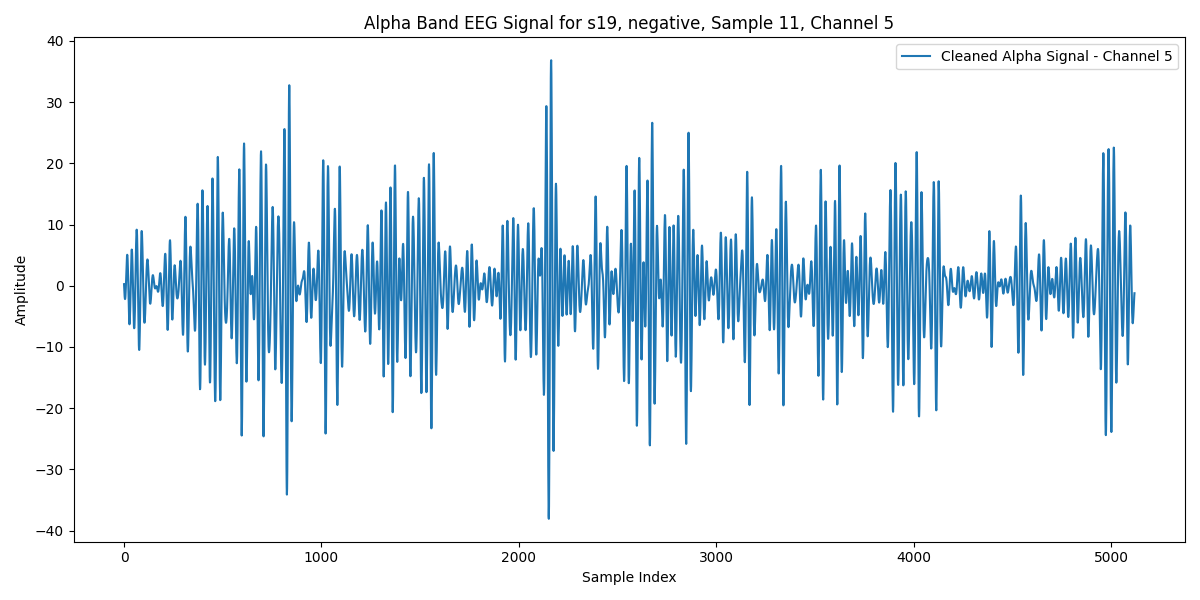 Alpha Band EEG Signal for s19, negative, Sample 11, Channel 5
Cleaned Alpha Signal - Channel 5
Amplitude
40
30
20
10
0
−10
−20
−30
−40
0 1000 2000 3000 4000 5000
Sample Index